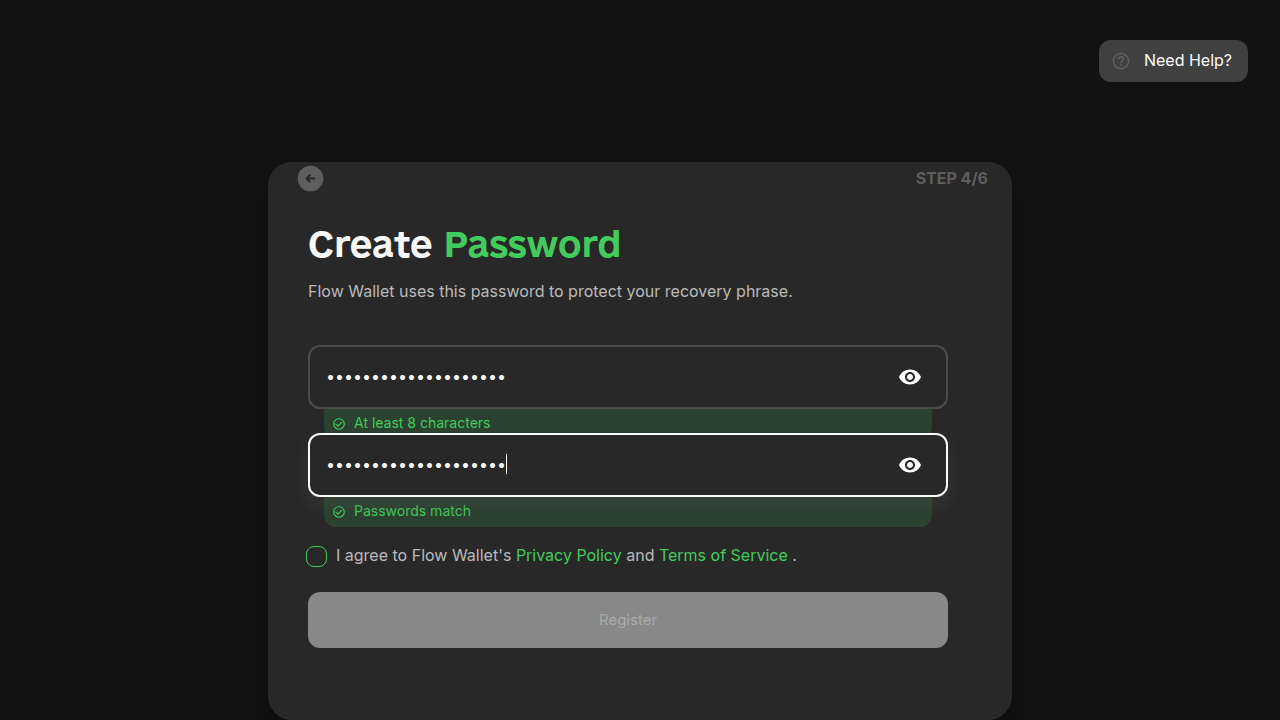 Need Help?
STEP 4/6
Create Password
Flow Wallet uses this password to protect your recovery phrase.
••••••••••••••••••••
At least 8 characters
••••••••••••••••••••
Passwords match
I agree to Flow Wallet's Privacy Policy and Terms of Service .
Register